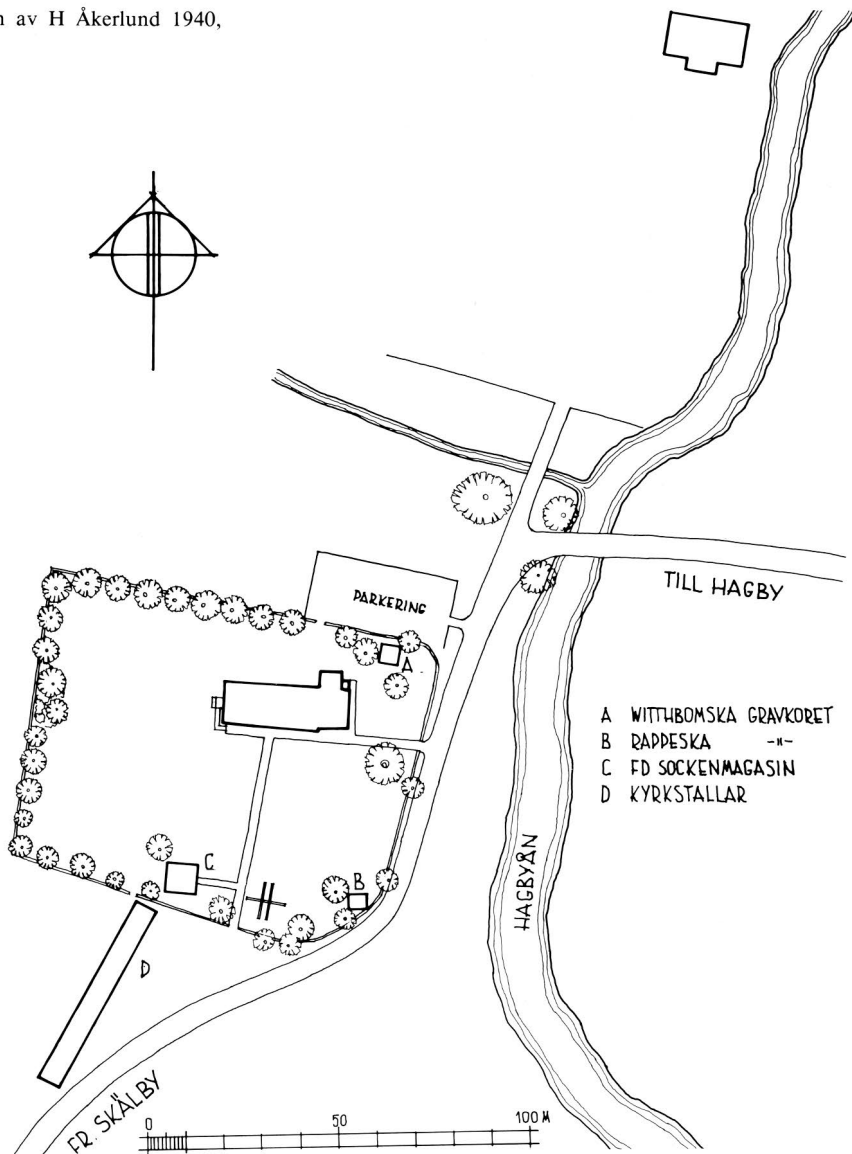 av H Åkerlund 1940,
TILL HAGBY
PARKERING
A
A WITTHBOMSKA GRAVKORET
B RAPPESKA -"-
C FD SOCKENMAGASIN
D KYRKSTALLAR
C
B
HAGBYÅN
D
FR. SKÄLBY
0 50 100 M